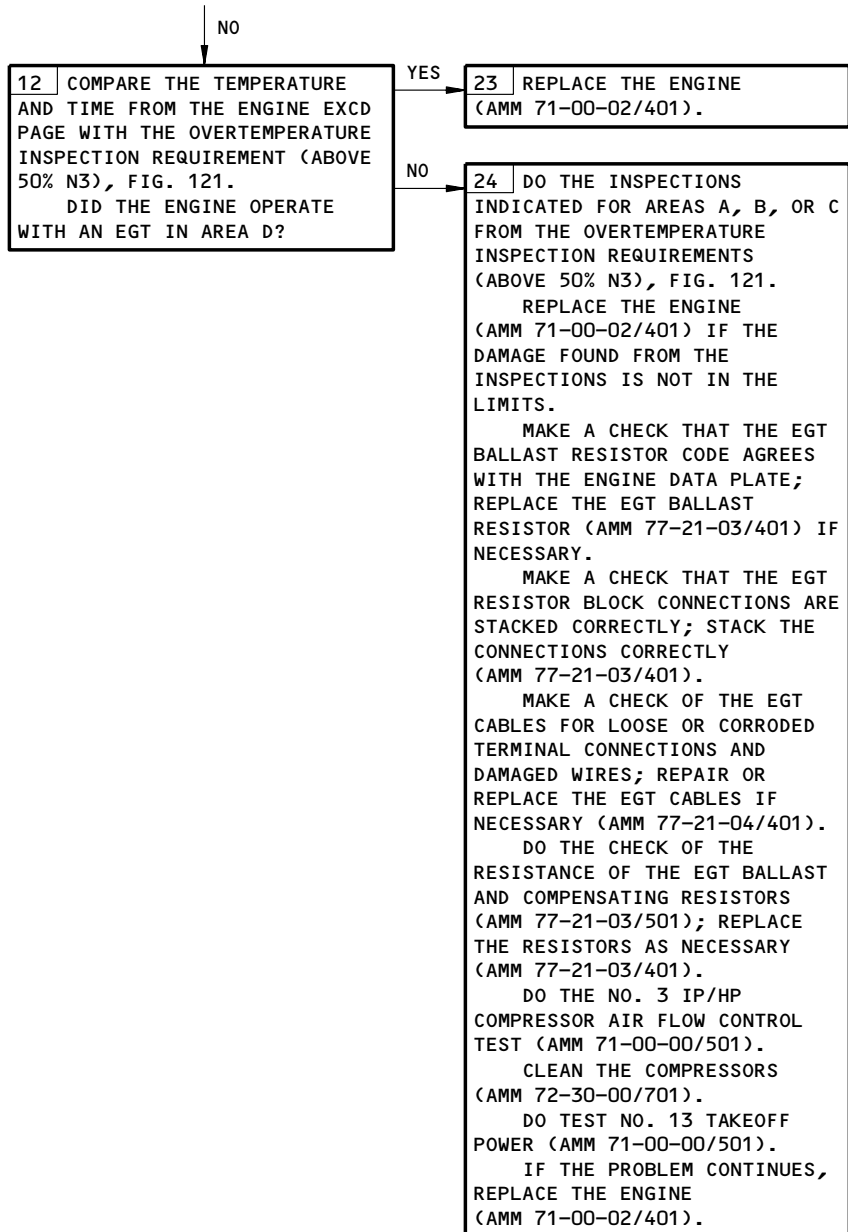 NO
12 COMPARE THE TEMPERATURE
AND TIME FROM THE ENGINE EXCD
PAGE WITH THE OVERTEMPERATURE
INSPECTION REQUIREMENT (ABOVE
50% N3), FIG. 121.
DID THE ENGINE OPERATE
WITH AN EGT IN AREA D?
YES
23 REPLACE THE ENGINE
(AMM 71-00-02/401).
NO
24 DO THE INSPECTIONS
INDICATED FOR AREAS A, B, OR C
FROM THE OVERTEMPERATURE
INSPECTION REQUIREMENTS
(ABOVE 50% N3), FIG. 121.
REPLACE THE ENGINE
(AMM 71-00-02/401) IF THE
DAMAGE FOUND FROM THE
INSPECTIONS IS NOT IN THE
LIMITS.
MAKE A CHECK THAT THE EGT
BALLAST RESISTOR CODE AGREES
WITH THE ENGINE DATA PLATE;
REPLACE THE EGT BALLAST
RESISTOR (AMM 77-21-03/401) IF
NECESSARY.
MAKE A CHECK THAT THE EGT
RESISTOR BLOCK CONNECTIONS ARE
STACKED CORRECTLY; STACK THE
CONNECTIONS CORRECTLY
(AMM 77-21-03/401).
MAKE A CHECK OF THE EGT
CABLES FOR LOOSE OR CORRODED
TERMINAL CONNECTIONS AND
DAMAGED WIRES; REPAIR OR
REPLACE THE EGT CABLES IF
NECESSARY (AMM 77-21-04/401).
DO THE CHECK OF THE
RESISTANCE OF THE EGT BALLAST
AND COMPENSATING RESISTORS
(AMM 77-21-03/501); REPLACE
THE RESISTORS AS NECESSARY
(AMM 77-21-03/401).
DO THE NO. 3 IP/HP
COMPRESSOR AIR FLOW CONTROL
TEST (AMM 71-00-00/501).
CLEAN THE COMPRESSORS
(AMM 72-30-00/701).
DO TEST NO. 13 TAKEOFF
POWER (AMM 71-00-00/501).
IF THE PROBLEM CONTINUES,
REPLACE THE ENGINE
(AMM 71-00-02/401).